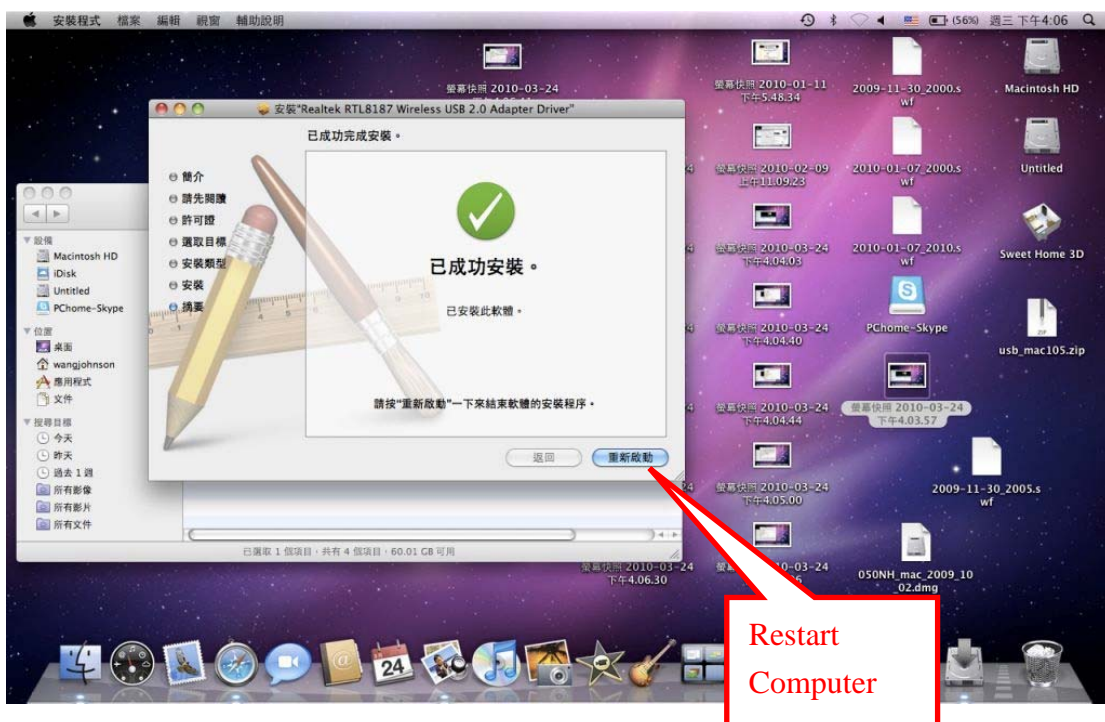 安裝程式 檔案 編輯 視窗 輔助說明
(56%) 週三 下午4:06
安裝"Realtek RTL8187 Wireless USB 2.0 Adapter Driver"
已成功完成安裝。
簡介
請先閱讀
許可證
選取目標
安裝類型
安裝
摘要
已成功安裝。
已安裝此軟體。
請按"重新啟動"一下來結束軟體的安裝程序。
返回
重新啟動
設備
Macintosh HD
iDisk
Untitled
PChome-Skype
位置
桌面
wangjohnson
應用程式
文件
搜尋目標
今天
昨天
過去 1 週
所有影像
所有影片
所有文件
已選取 1 個項目，共有 4 個項目，60.01 GB 可用
螢幕快照 2010-03-24
螢幕快照 2010-03-24
下午4.06.30
螢幕快照 2010-01-11
下午5.48.34
螢幕快照 2010-02-09
上午11.09.23
螢幕快照 2010-03-24
下午4.04.03
螢幕快照 2010-03-24
下午4.04.40
螢幕快照 2010-03-24
下午4.04.44
螢幕快照 2010-03-24
下午4.05.00
2009-11-30_2000.s
wf
2010-01-07_2000.s
wf
2010-01-07_2010.s
wf
PChome-Skype
螢幕快照 2010-03-24
下午4.03.57
2009-11-30_2005.s
wf
050NH_mac_2009_10
_02.dmg
Macintosh HD
Untitled
Sweet Home 3D
ZIP
usb_mac105.zip
24
Restart
Computer